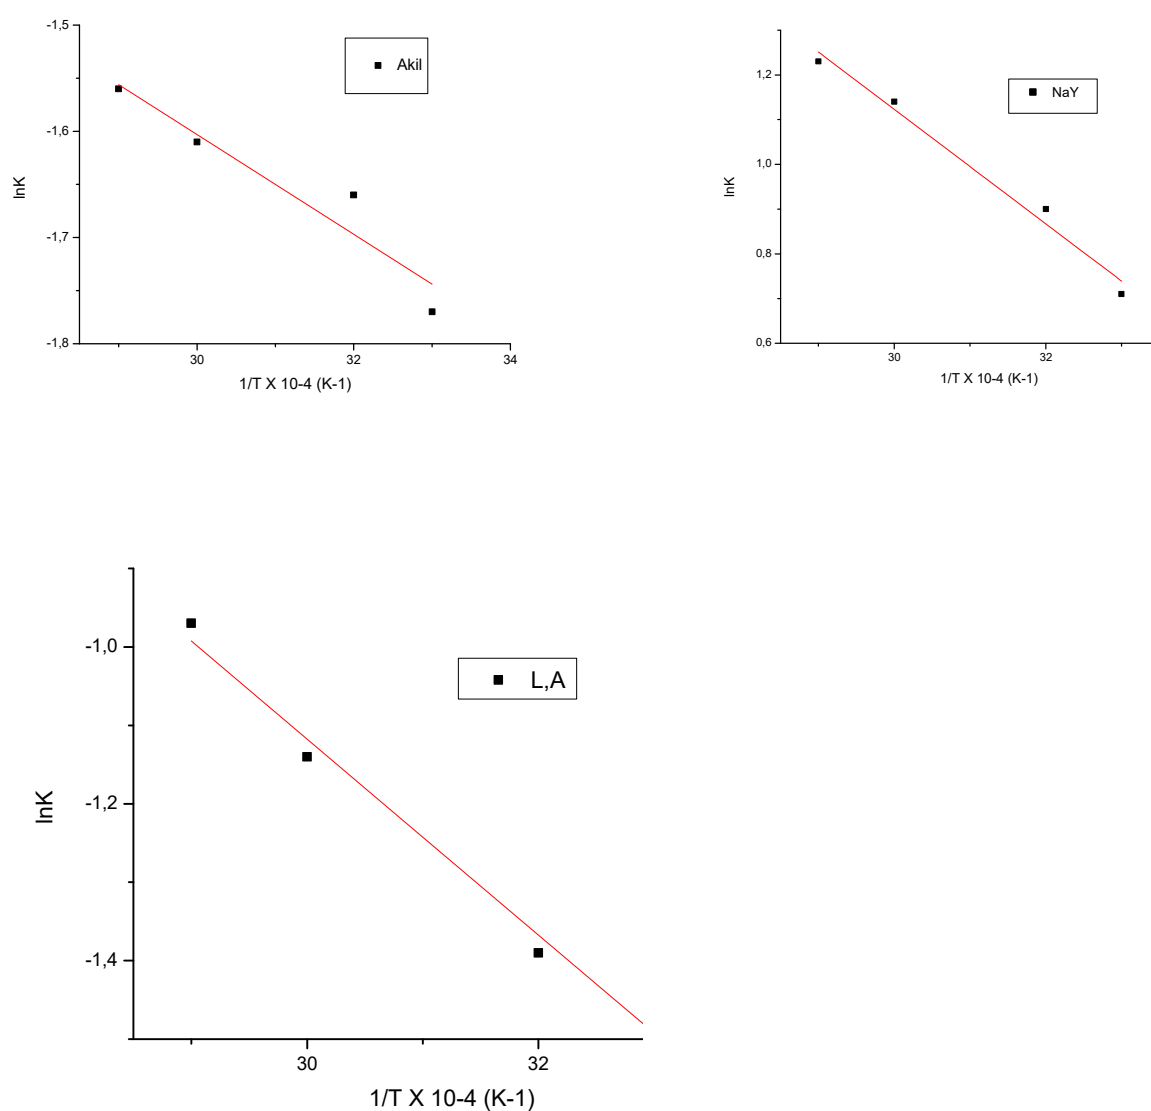 -1,5
-1,6
-1,7
-1,8
lnK
Akil
30
32
34
1/T X 10-4 (K-1)
1,2
1,0
0,8
0,6
lnK
NaY
30
32
1/T X 10-4 (K-1)
-1,0
-1,2
-1,4
lnK
L,A
30
32
1/T X 10-4 (K-1)